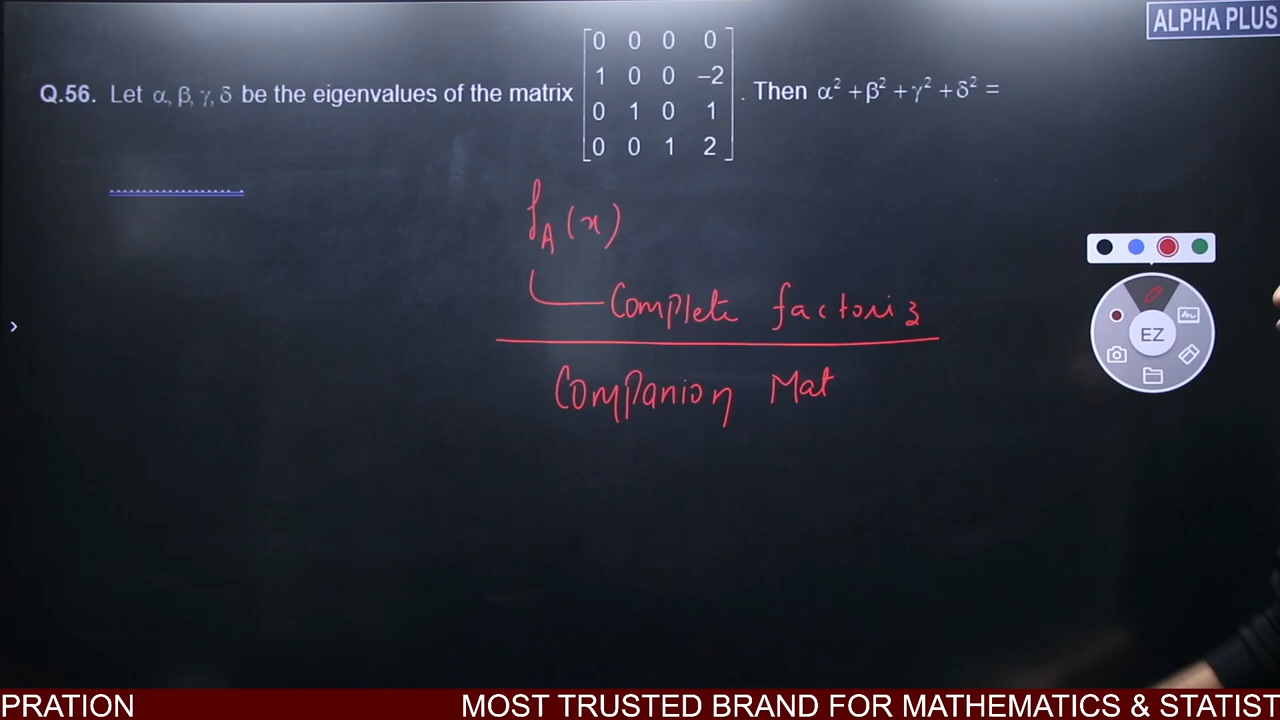 ALPHA PLUS
Q.56. Let α, β, γ, δ be the eigenvalues of the matrix [0 0 0 0; 1 0 0 −2; 0 1 0 1; 0 0 1 2]. Then α² + β² + γ² + δ² =
....................
f_A(x)
Complete factoriz
Companion Mat
EZ
PRATION MOST TRUSTED BRAND FOR MATHEMATICS & STATIST